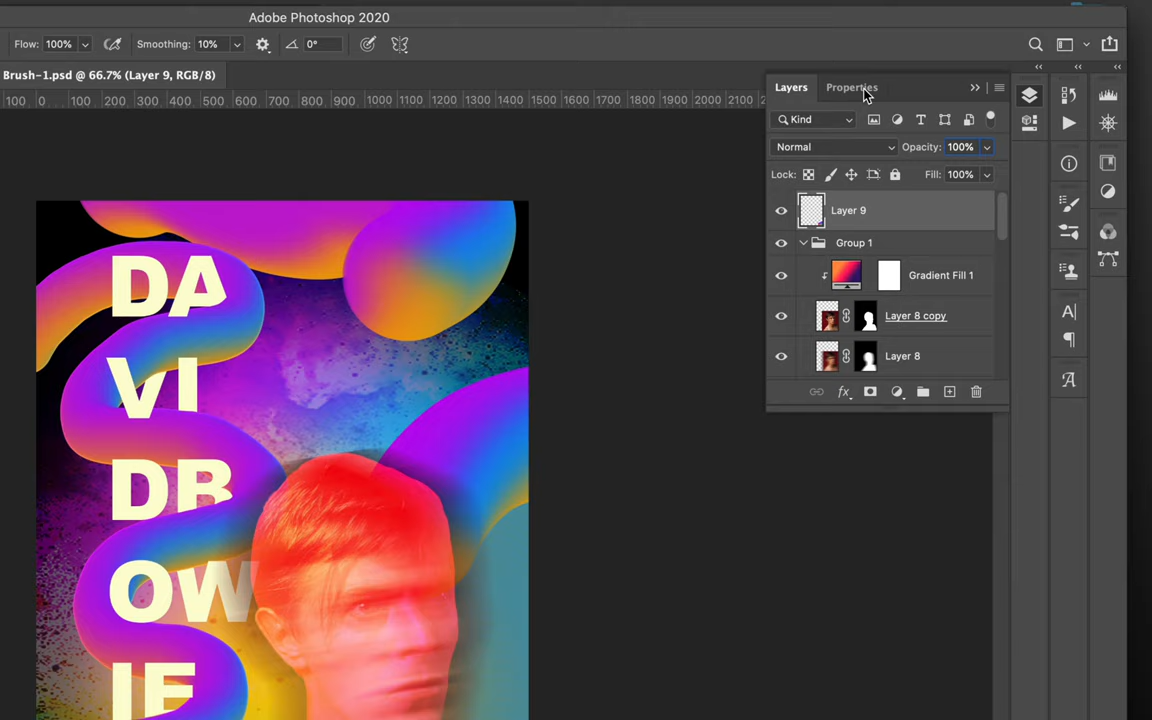 Adobe Photoshop 2020
Flow: 100% Smoothing: 10% 0°
Brush-1.psd @ 66.7% (Layer 9, RGB/8)
100 0 100 200 300 400 500 600 700 800 900 1000 1100 1200 1300 1400 1500 1600 1700 1800 1900 2000 2100
Layers Properties
Kind
Normal Opacity: 100%
Lock: Fill: 100%
Layer 9
Group 1
Gradient Fill 1
Layer 8 copy
Layer 8
fx
DA
VI
DB
OW
IE